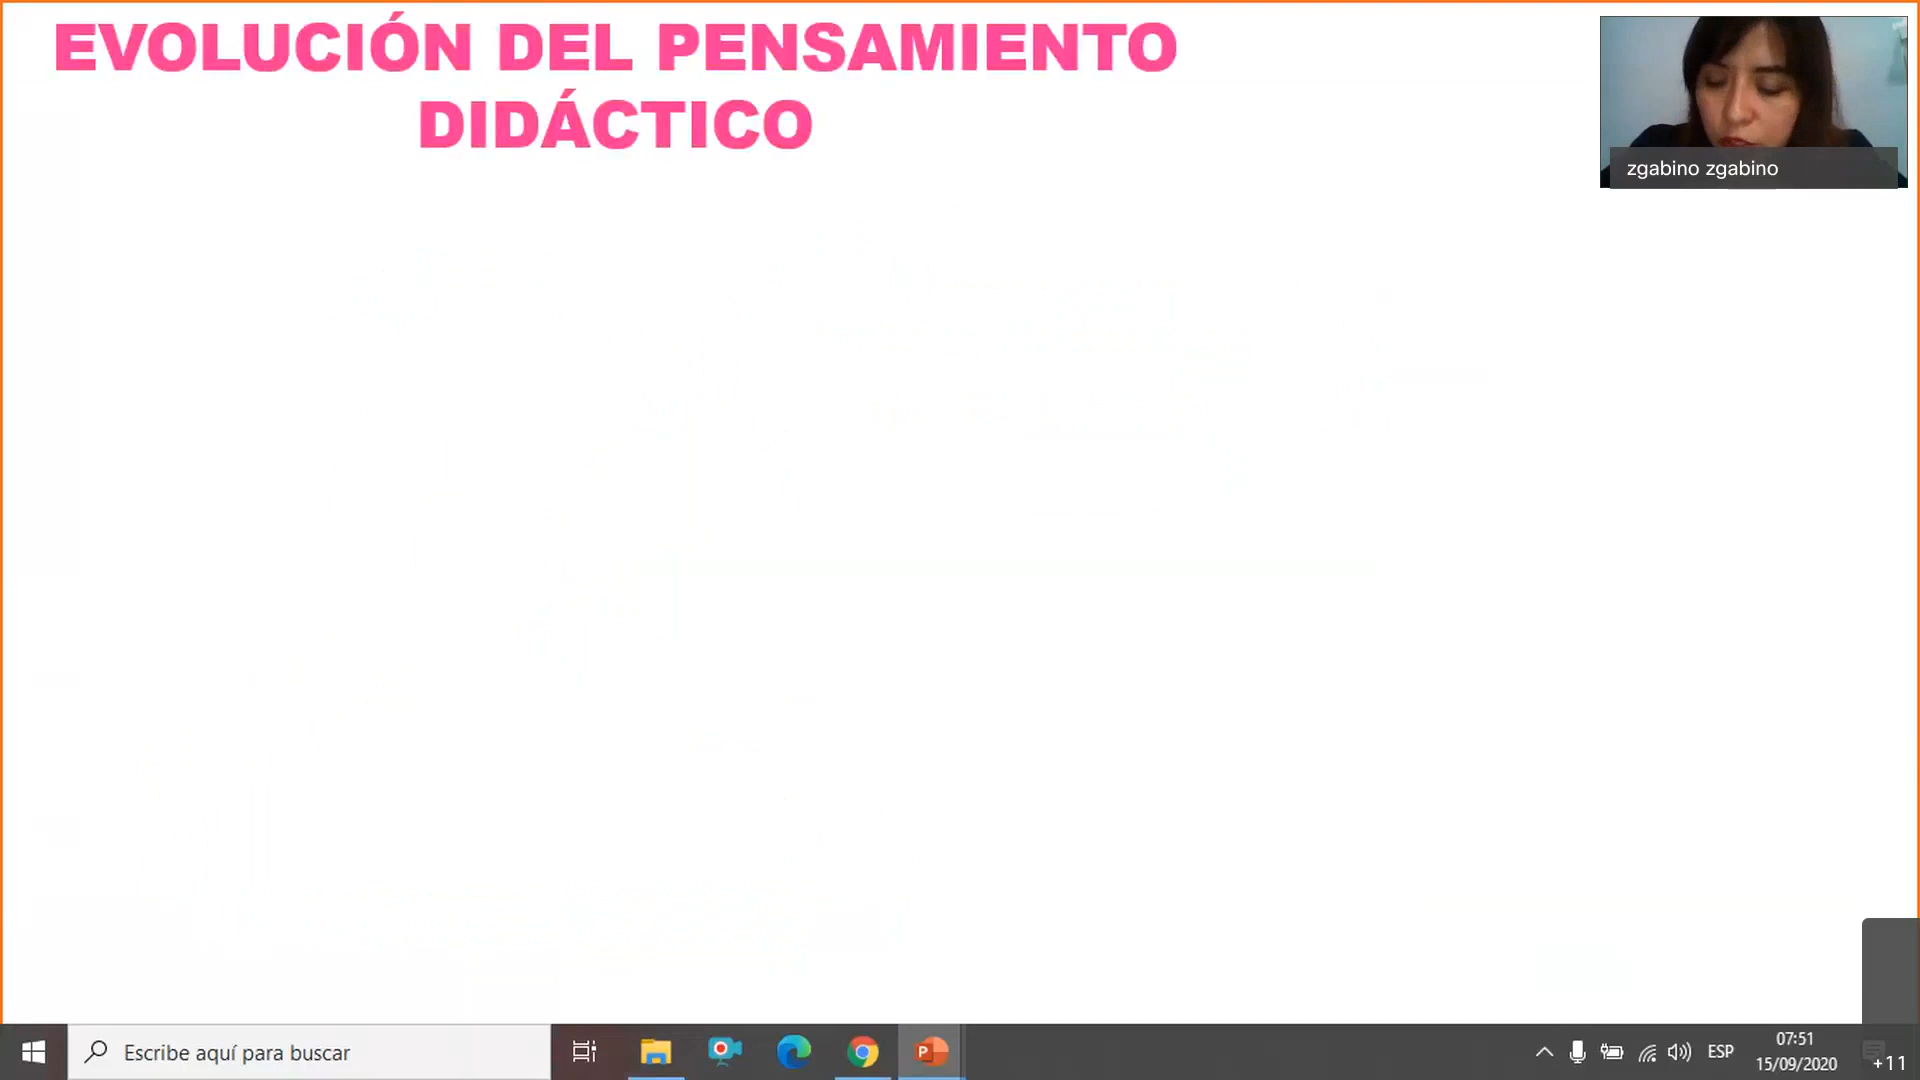 EVOLUCIÓN DEL PENSAMIENTO
DIDÁCTICO
zgabino zgabino
Escribe aquí para buscar
ESP
07:51
15/09/2020
+11